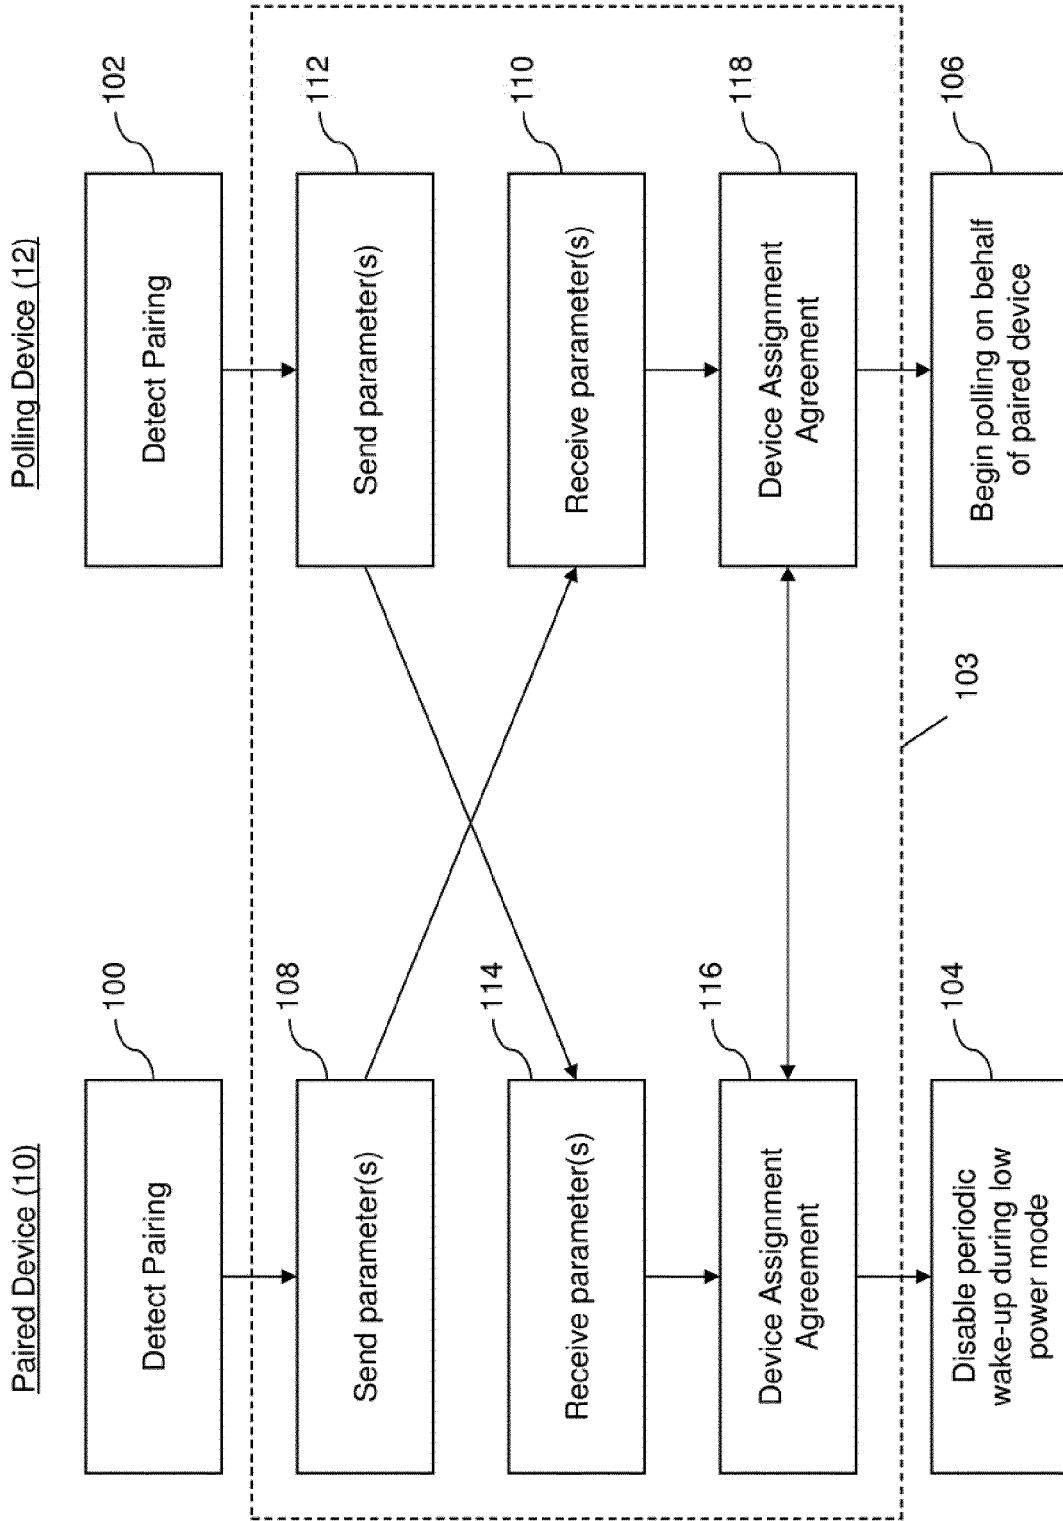 Paired Device (10)
Polling Device (12)
100
Detect Pairing
102
Detect Pairing
108
Send parameter(s)
112
Send parameter(s)
114
Receive parameter(s)
110
Receive parameter(s)
116
Device Assignment
Agreement
118
Device Assignment
Agreement
103
104
Disable periodic
wake-up during low
power mode
106
Begin polling on behalf
of paired device